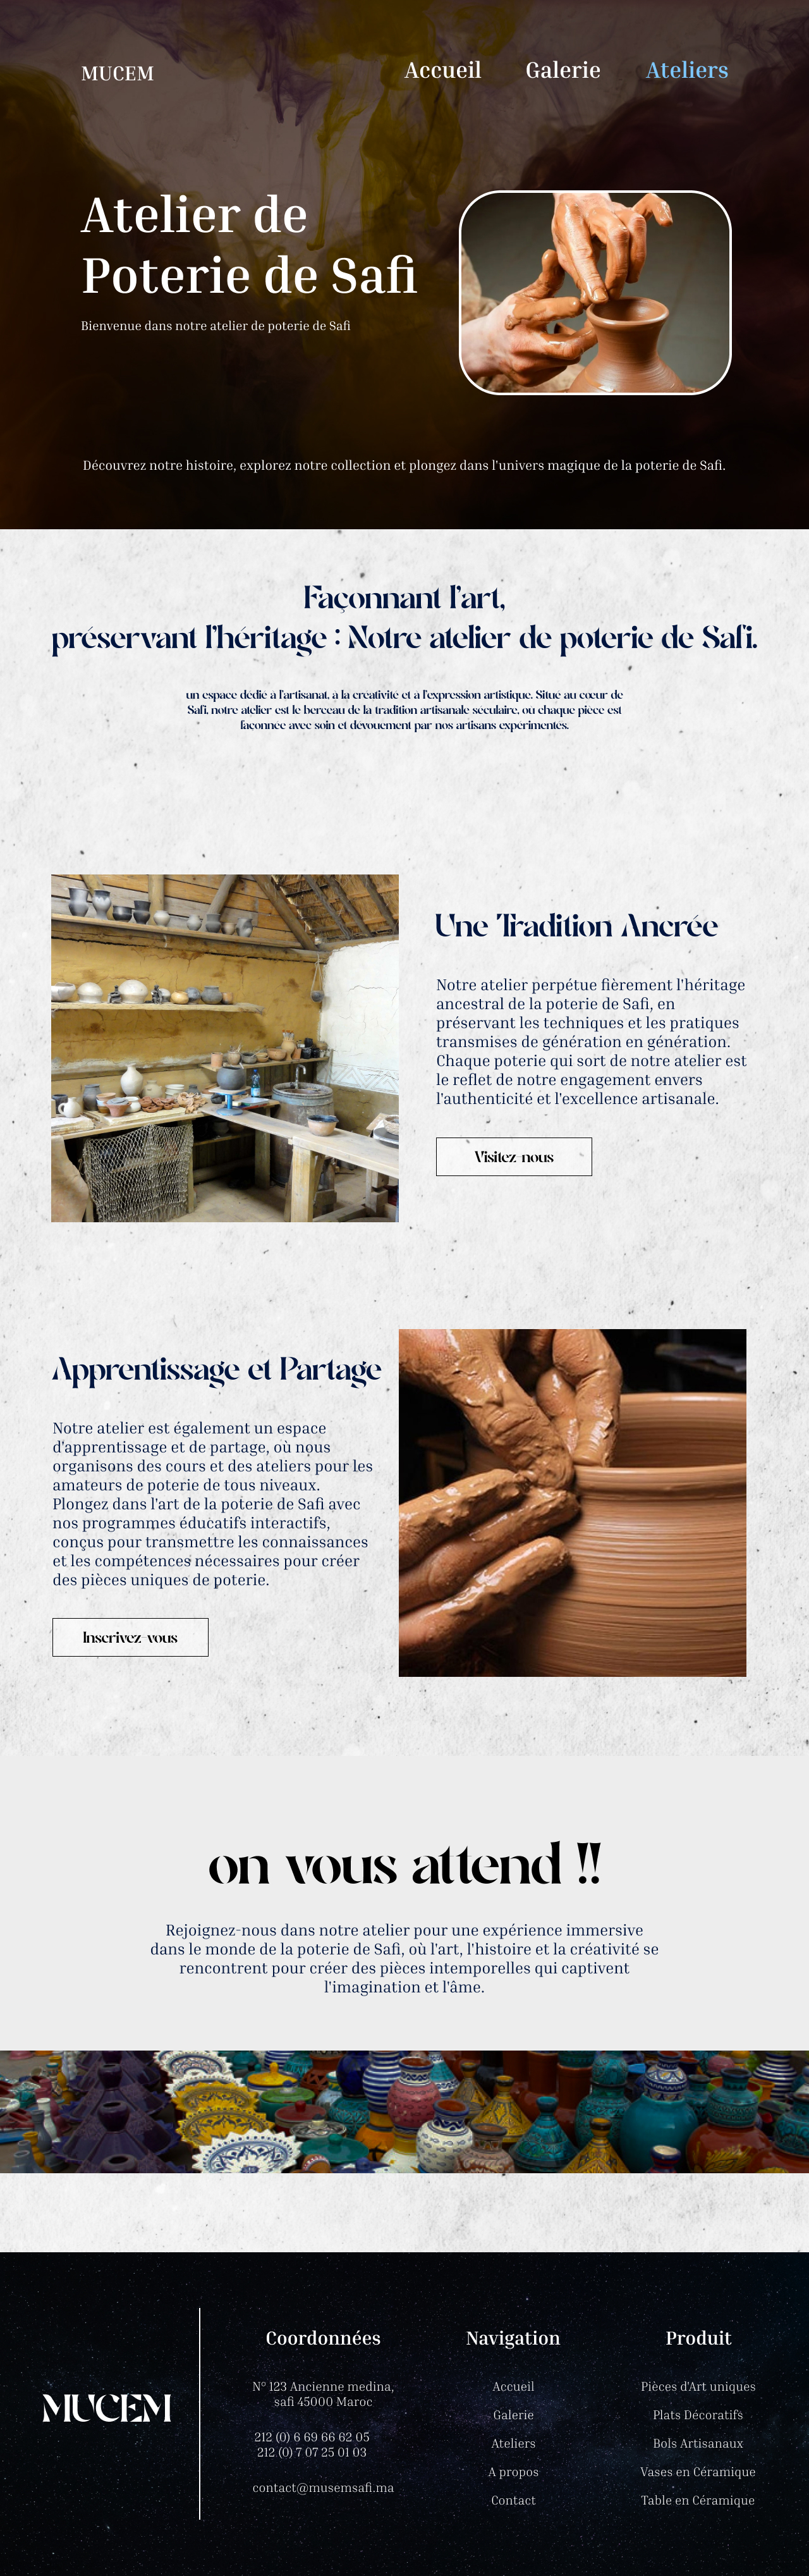 MUCEM
Accueil
Galerie
Ateliers
Atelier de
Poterie de Safi
Bienvenue dans notre atelier de poterie de Safi
Découvrez notre histoire, explorez notre collection et plongez dans l'univers magique de la poterie de Safi.
Façonnant l'art,
préservant l'héritage : Notre atelier de poterie de Safi.
un espace dédié à l'artisanat, à la créativité et à l'expression artistique. Situé au cœur de
Safi, notre atelier est le berceau de la tradition artisanale séculaire, où chaque pièce est
façonnée avec soin et dévouement par nos artisans expérimentés.
Une Tradition Ancrée
Notre atelier perpétue fièrement l'héritage
ancestral de la poterie de Safi, en
préservant les techniques et les pratiques
transmises de génération en génération.
Chaque poterie qui sort de notre atelier est
le reflet de notre engagement envers
l'authenticité et l'excellence artisanale.
Visitez-nous
Apprentissage et Partage
Notre atelier est également un espace
d'apprentissage et de partage, où nous
organisons des cours et des ateliers pour les
amateurs de poterie de tous niveaux.
Plongez dans l'art de la poterie de Safi avec
nos programmes éducatifs interactifs,
conçus pour transmettre les connaissances
et les compétences nécessaires pour créer
des pièces uniques de poterie.
Inscrivez-vous
on vous attend !!
Rejoignez-nous dans notre atelier pour une expérience immersive
dans le monde de la poterie de Safi, où l'art, l'histoire et la créativité se
rencontrent pour créer des pièces intemporelles qui captivent
l'imagination et l'âme.
MUCEM
Coordonnées
N° 123 Ancienne medina,
safi 45000 Maroc
212 (0) 6 69 66 62 05
212 (0) 7 07 25 01 03
contact@musemsafi.ma
Navigation
Accueil
Galerie
Ateliers
A propos
Contact
Produit
Pièces d'Art uniques
Plats Décoratifs
Bols Artisanaux
Vases en Céramique
Table en Céramique